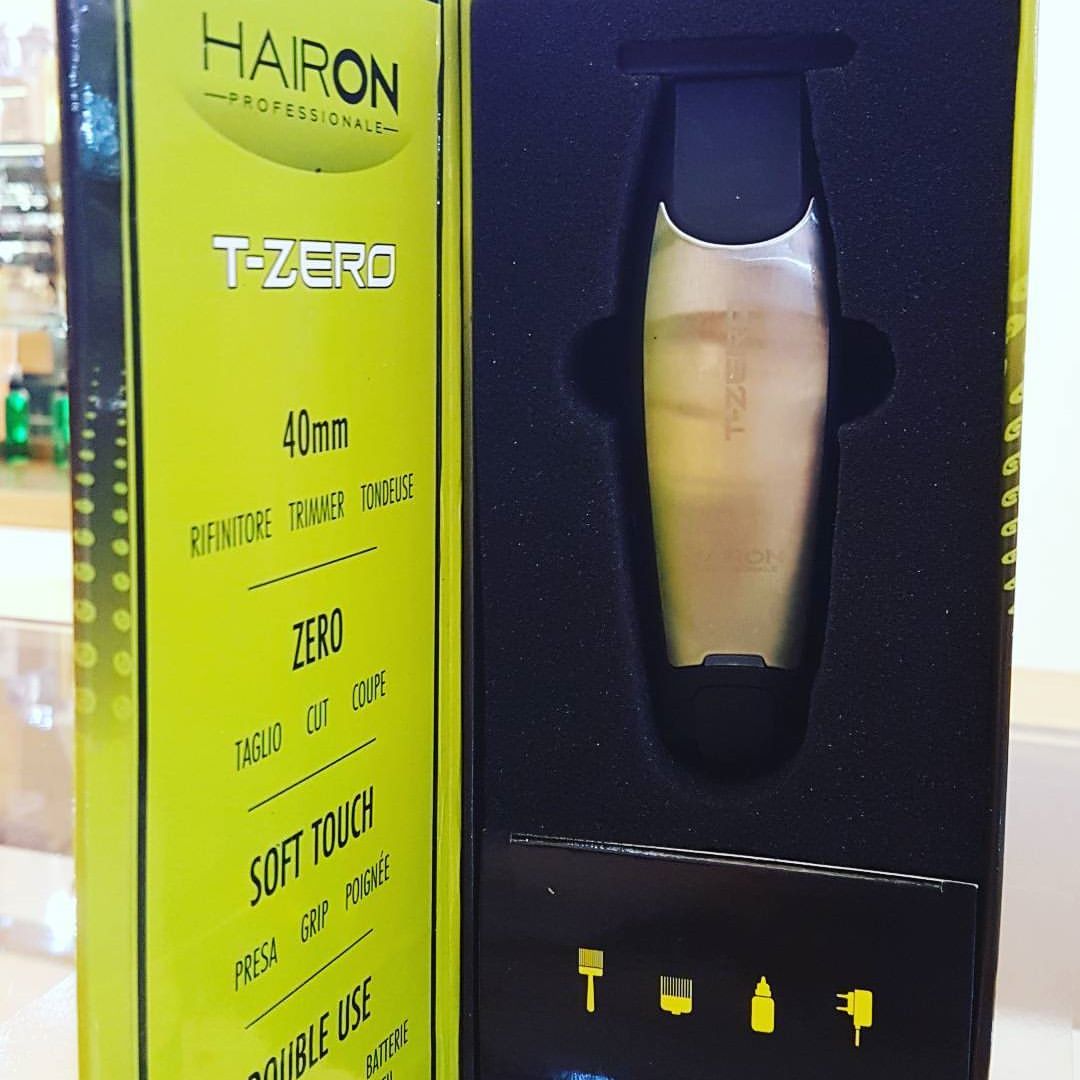 HAIRON
PROFESSIONALE
T-ZERO
40mm
RIFINITORE TRIMMER TONDEUSE
ZERO
TAGLIO CUT COUPE
SOFT TOUCH
PRESA GRIP POIGNÉE
DOUBLE USE
BATTERIE
T-ZERO
HAIRON
PROFESSIONALE